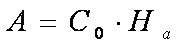 A = C₀ · Hₐ